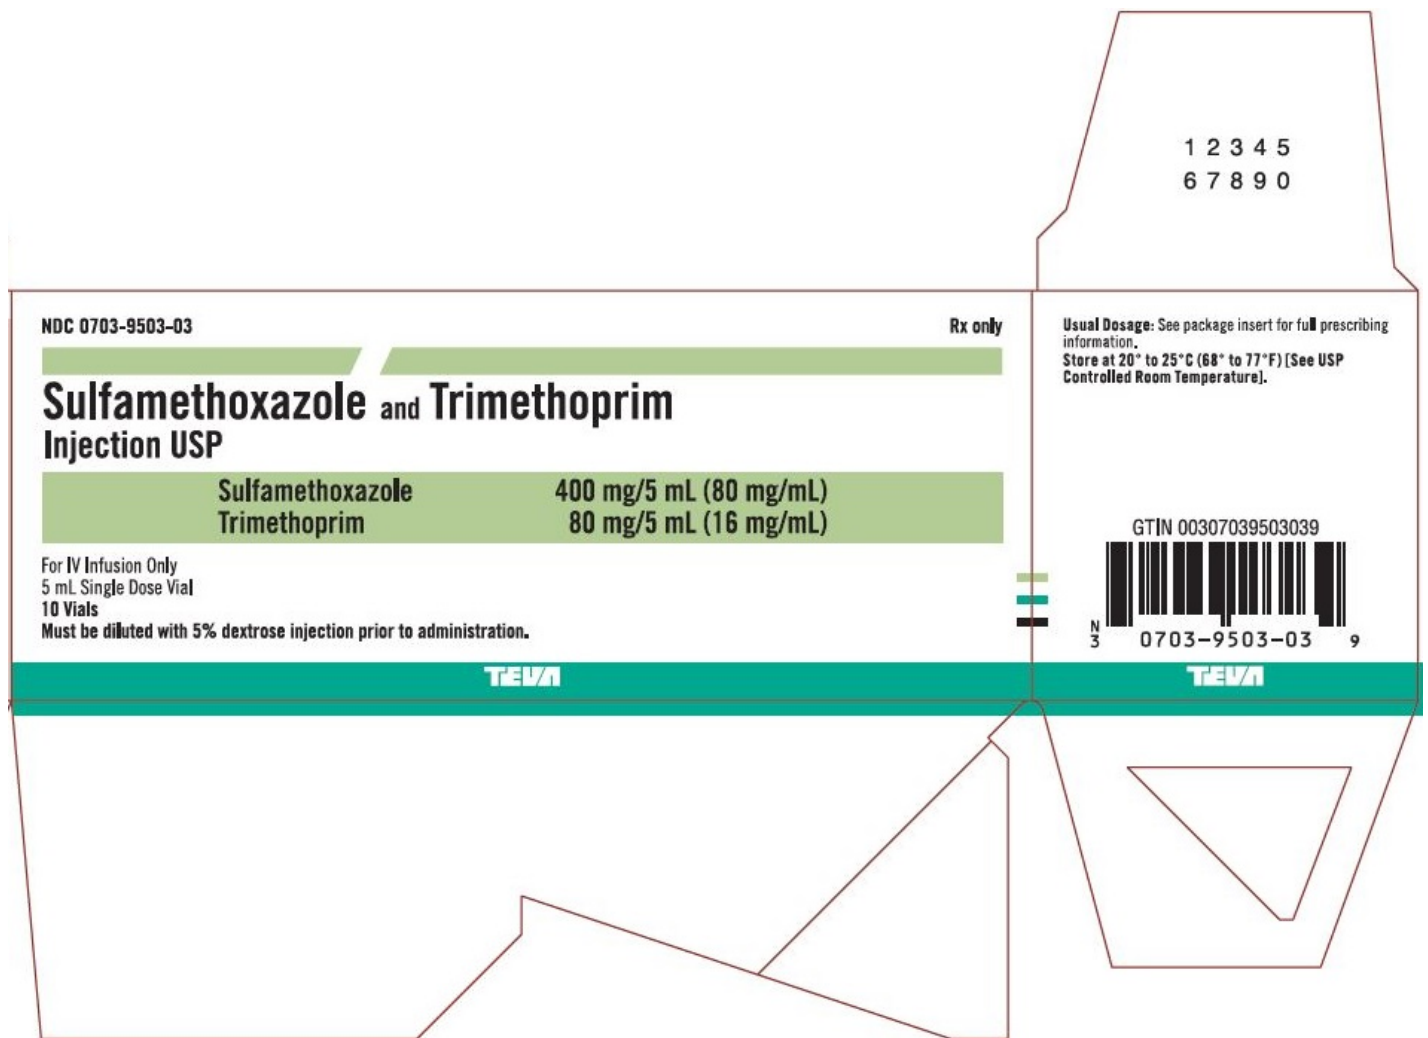 1 2 3 4 5
6 7 8 9 0
NDC 0703-9503-03
Rx only
Sulfamethoxazole and Trimethoprim
Injection USP
Sulfamethoxazole 400 mg/5 mL (80 mg/mL)
Trimethoprim 80 mg/5 mL (16 mg/mL)
For IV Infusion Only
5 mL Single Dose Vial
10 Vials
Must be diluted with 5% dextrose injection prior to administration.
TEVA
Usual Dosage: See package insert for full prescribing
information.
Store at 20° to 25°C (68° to 77°F) [See USP
Controlled Room Temperature].
GTIN 00307039503039
N
3 0703-9503-03 9
TEVA